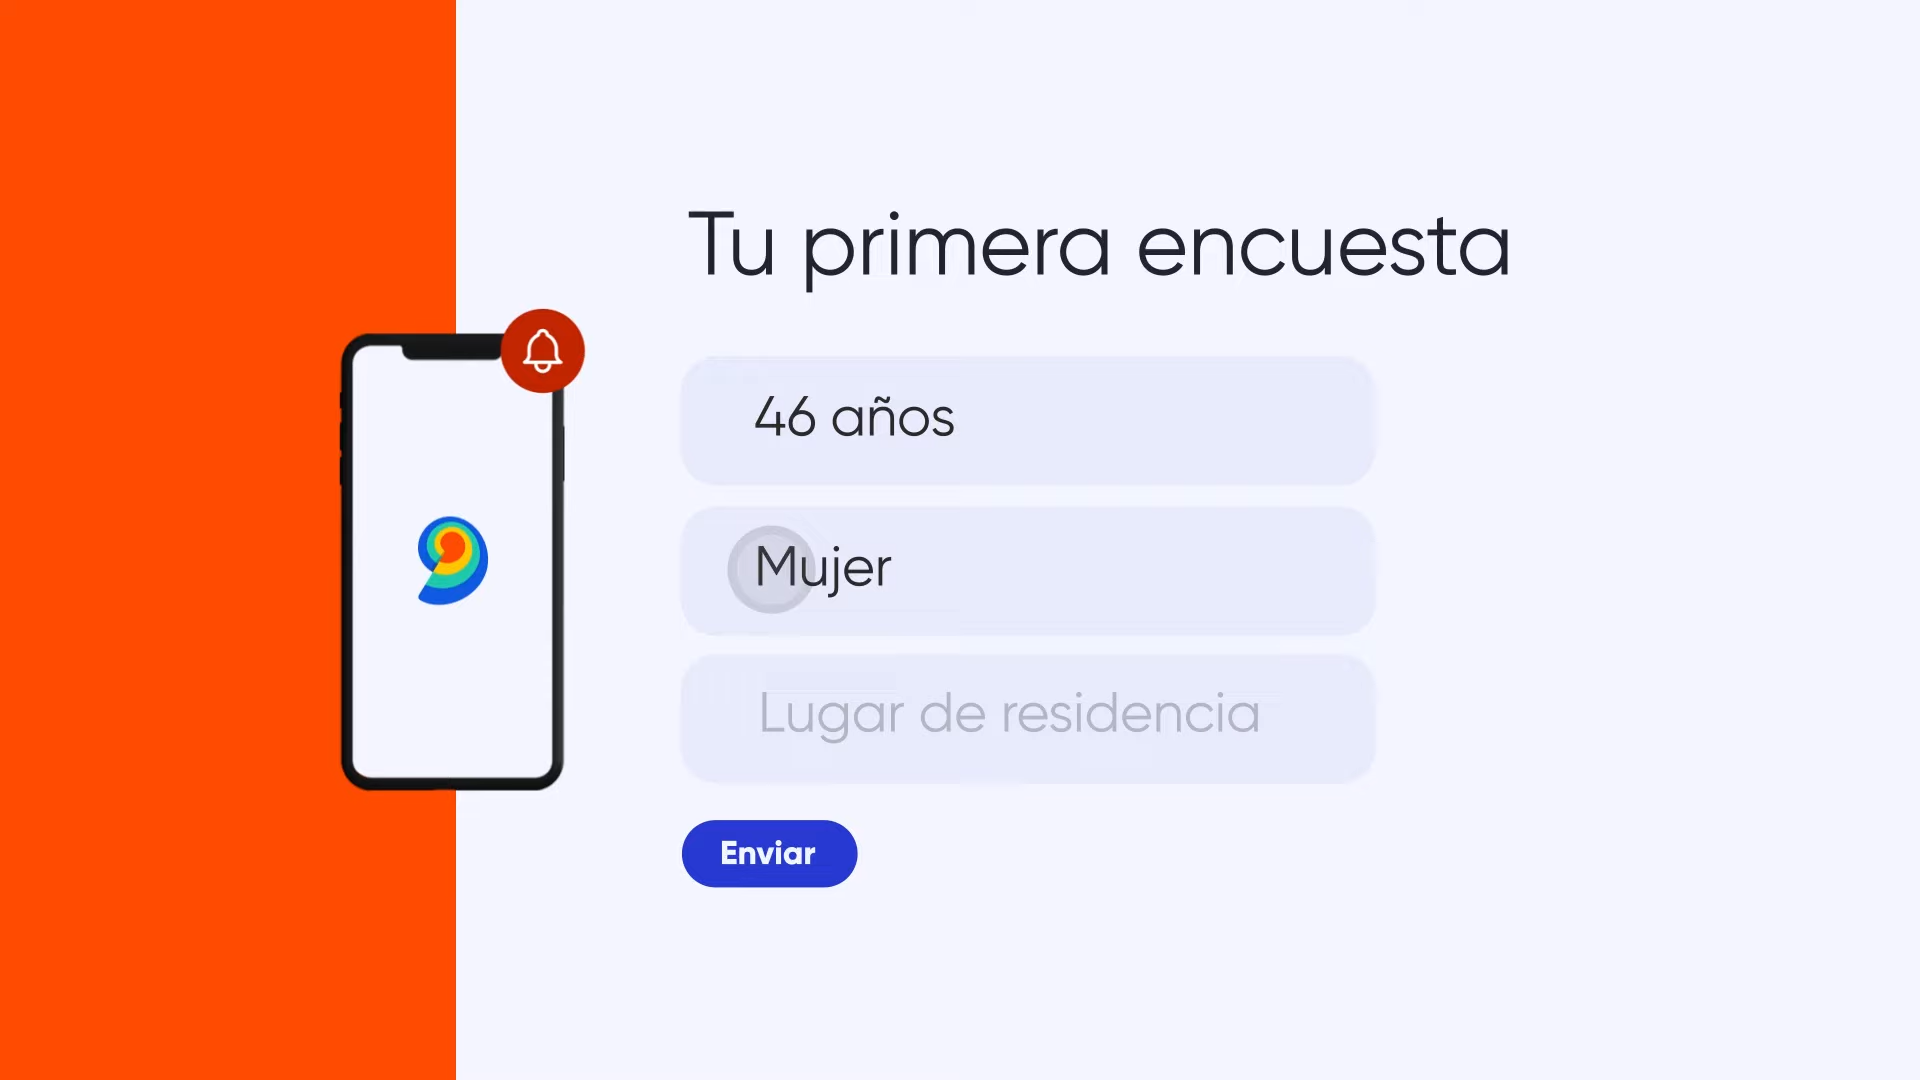 Tu primera encuesta
46 años
Mujer
Lugar de residencia
Enviar